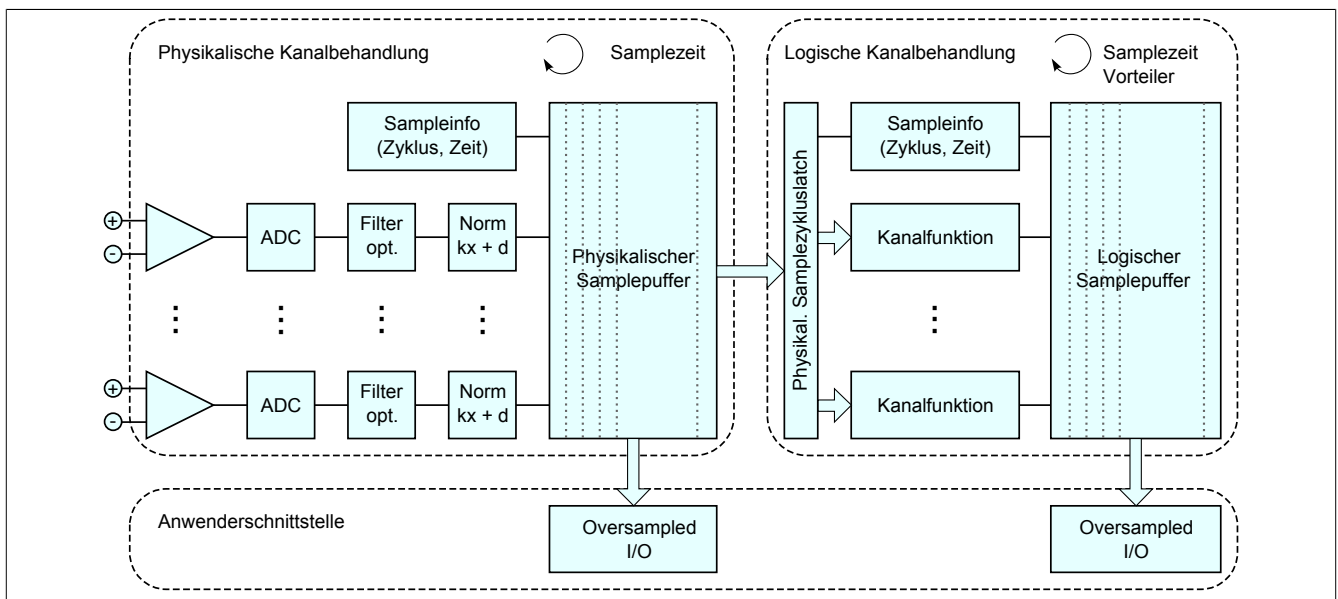 Physikalische Kanalbehandlung
Samplezeit
Sampleinfo
(Zyklus, Zeit)
+
-
ADC
Filter
opt.
Norm
kx + d
Physikalischer
Samplepuffer
+
-
ADC
Filter
opt.
Norm
kx + d
Logische Kanalbehandlung
Samplezeit
Vorteiler
Physikal. Samplezykluslatch
Sampleinfo
(Zyklus, Zeit)
Kanalfunktion
Kanalfunktion
Logischer
Samplepuffer
Anwenderschnittstelle
Oversampled
I/O
Oversampled
I/O